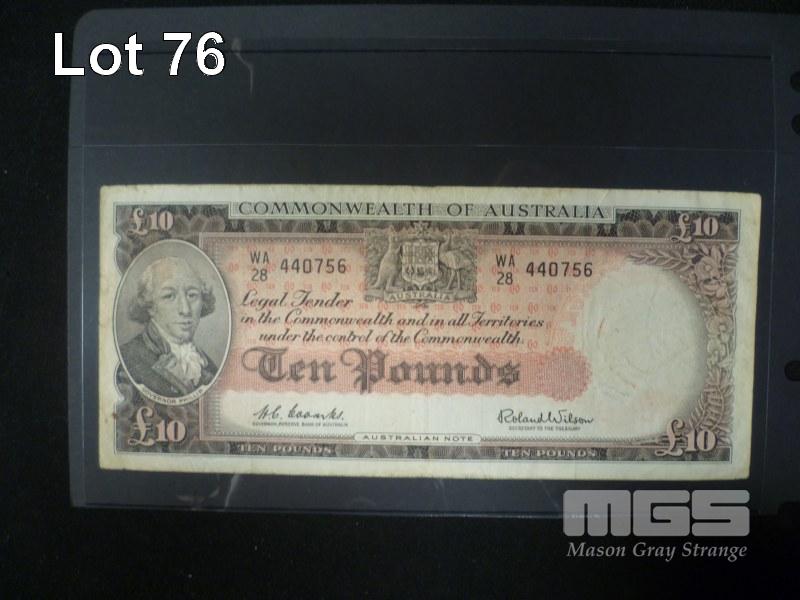 Lot 76
COMMONWEALTH OF AUSTRALIA
£10 £10
WA 28 440756 WA 28 440756
AUSTRALIA
Legal Tender
in the Commonwealth and in all Territories
under the control of the Commonwealth.
Ten Pounds
GOVERNOR PHILLIP
H.C. Coombs. Roland Wilson
GOVERNOR, RESERVE BANK OF AUSTRALIA SECRETARY TO THE TREASURY
£10 AUSTRALIAN NOTE £10
TEN POUNDS TEN POUNDS
MGS
Mason Gray Strange